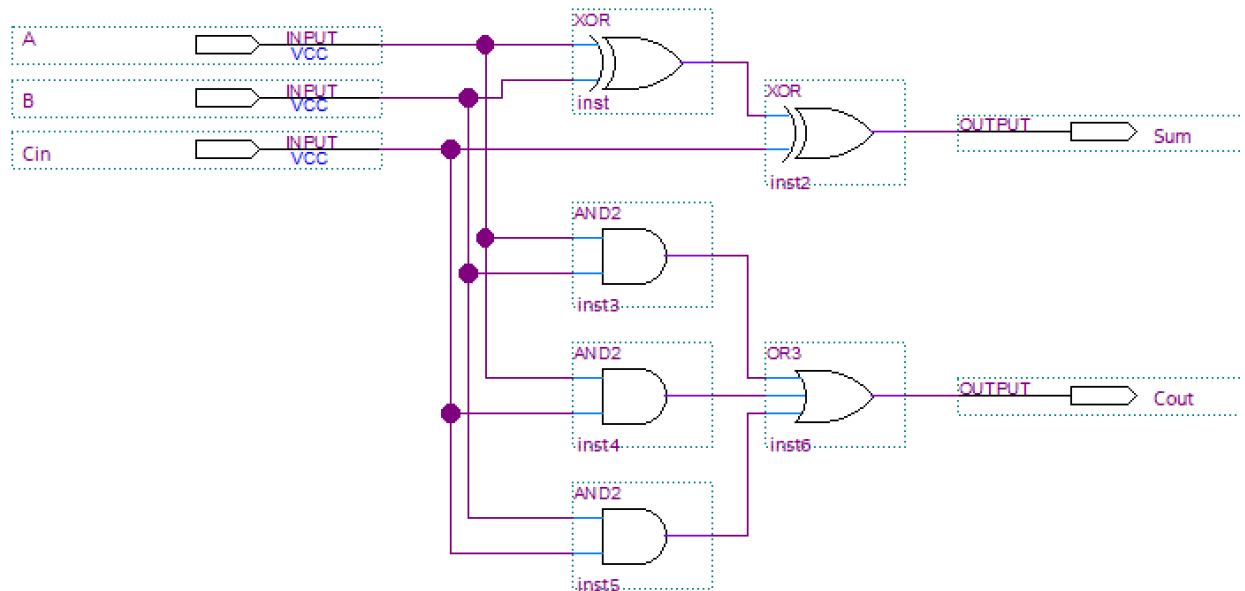 XOR
A INPUT
VCC
B INPUT
VCC
inst
XOR
Cin INPUT
VCC
OUTPUT Sum
inst2
AND2
inst3
AND2
OR3
OUTPUT Cout
inst4
inst6
AND2
inst5